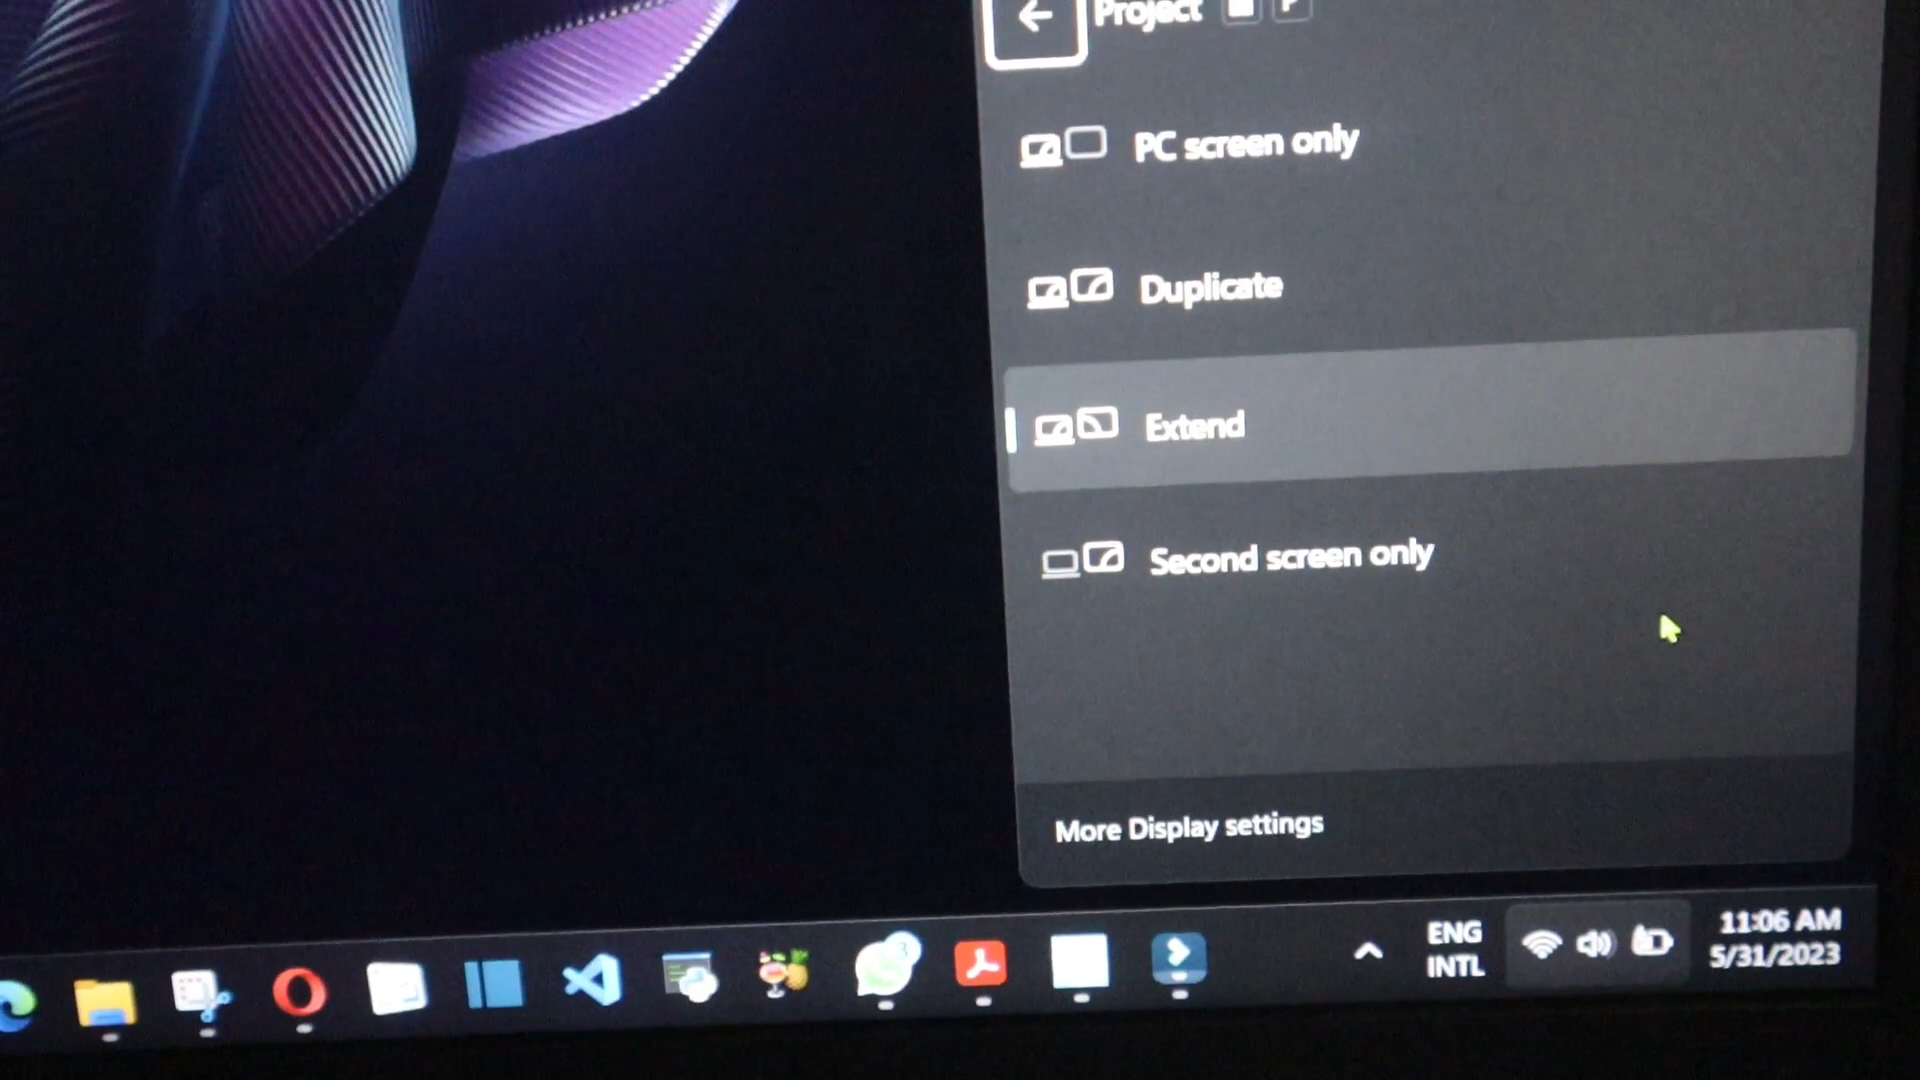 Project P
PC screen only
Duplicate
Extend
Second screen only
More Display settings
3
ENG
INTL
11:06 AM
5/31/2023